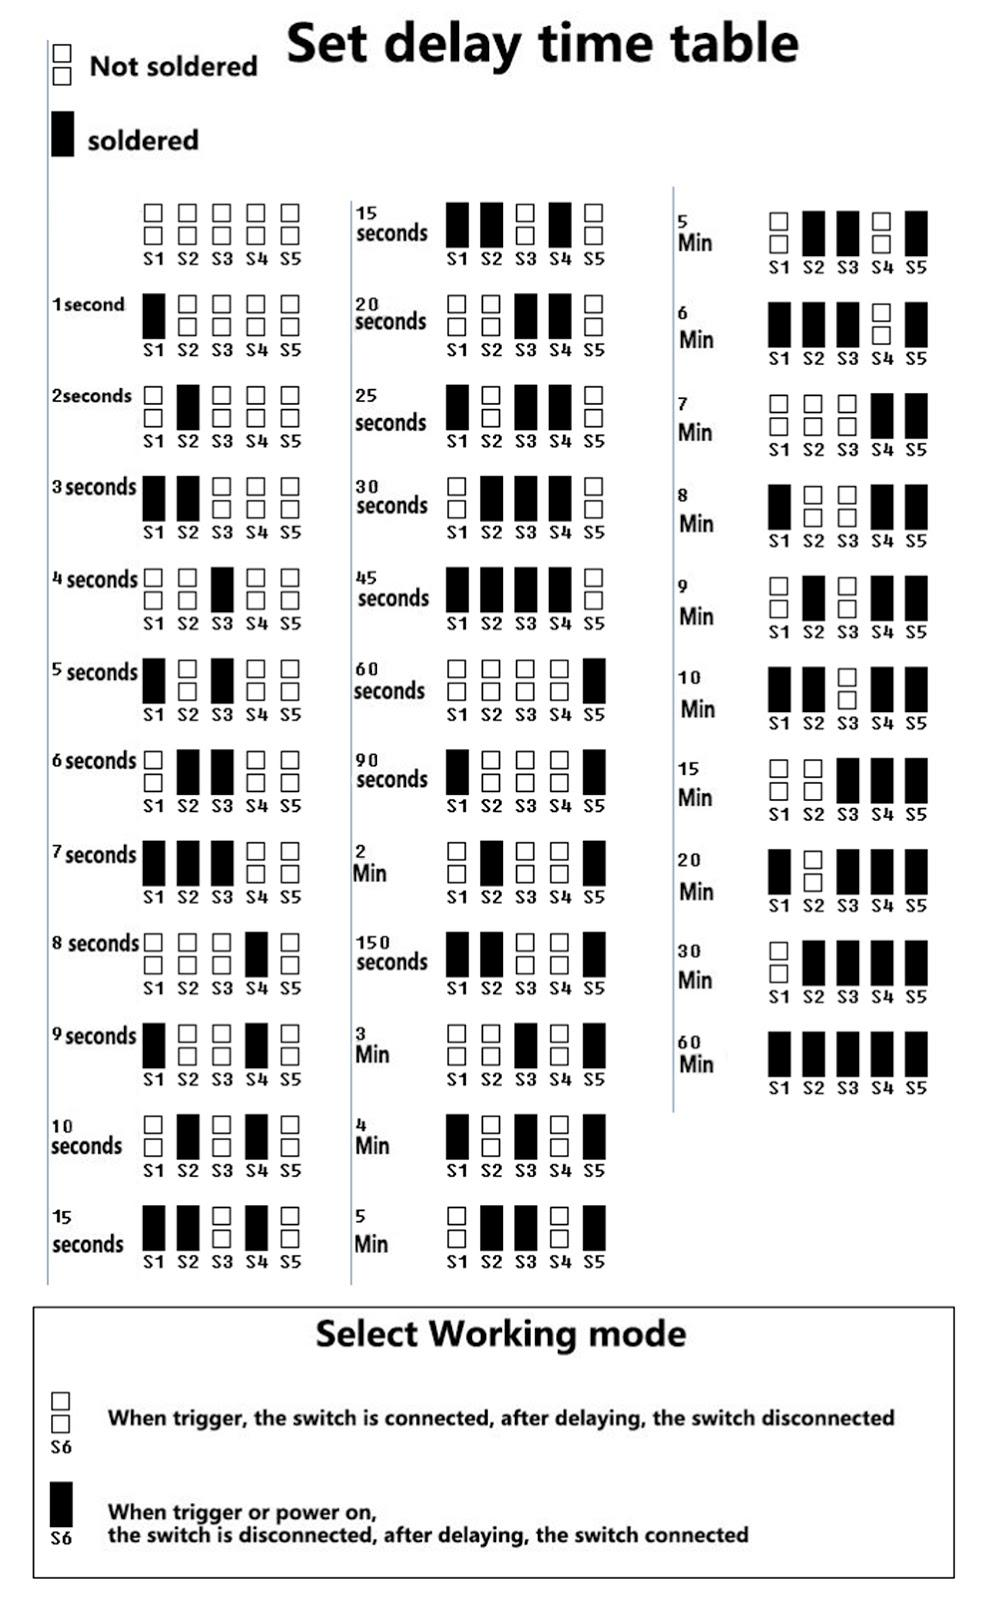 Set delay time table
Not soldered
soldered
S1 S2 S3 S4 S5
1second
S1 S2 S3 S4 S5
2seconds
S1 S2 S3 S4 S5
3 seconds
S1 S2 S3 S4 S5
4 seconds
S1 S2 S3 S4 S5
5 seconds
S1 S2 S3 S4 S5
6 seconds
S1 S2 S3 S4 S5
7 seconds
S1 S2 S3 S4 S5
8 seconds
S1 S2 S3 S4 S5
9 seconds
S1 S2 S3 S4 S5
10
seconds
S1 S2 S3 S4 S5
15
seconds
S1 S2 S3 S4 S5
15
seconds
S1 S2 S3 S4 S5
20
seconds
S1 S2 S3 S4 S5
25
seconds
S1 S2 S3 S4 S5
30
seconds
S1 S2 S3 S4 S5
45
seconds
S1 S2 S3 S4 S5
60
seconds
S1 S2 S3 S4 S5
90
seconds
S1 S2 S3 S4 S5
2
Min
S1 S2 S3 S4 S5
150
seconds
S1 S2 S3 S4 S5
3
Min
S1 S2 S3 S4 S5
4
Min
S1 S2 S3 S4 S5
5
Min
S1 S2 S3 S4 S5
5
Min
S1 S2 S3 S4 S5
6
Min
S1 S2 S3 S4 S5
7
Min
S1 S2 S3 S4 S5
8
Min
S1 S2 S3 S4 S5
9
Min
S1 S2 S3 S4 S5
10
Min
S1 S2 S3 S4 S5
15
Min
S1 S2 S3 S4 S5
20
Min
S1 S2 S3 S4 S5
30
Min
S1 S2 S3 S4 S5
60
Min
S1 S2 S3 S4 S5
Select Working mode
When trigger, the switch is connected, after delaying, the switch disconnected
S6
When trigger or power on,
the switch is disconnected, after delaying, the switch connected
S6